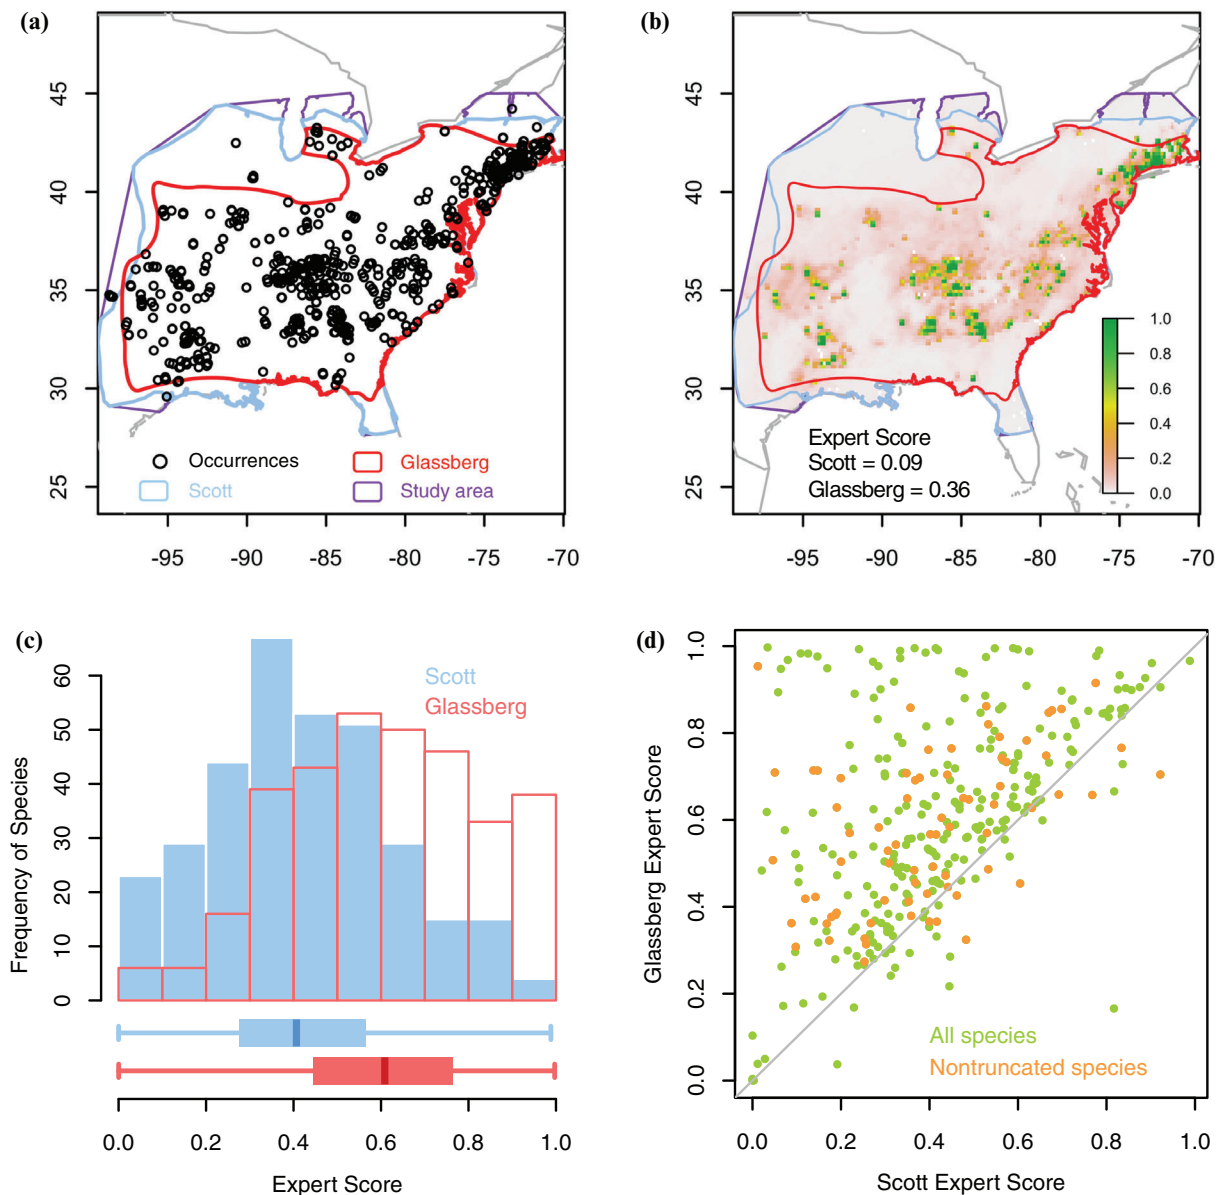 (a)
45
40
35
30
25
Occurrences
Scott
Glassberg
Study area
-95 -90 -85 -80 -75 -70
(b)
45
40
35
30
25
Expert Score
Scott = 0.09
Glassberg = 0.36
1.0
0.8
0.6
0.4
0.2
0.0
-95 -90 -85 -80 -75 -70
(c)
Frequency of Species
60
50
40
30
20
10
0
Scott
Glassberg
0.0 0.2 0.4 0.6 0.8 1.0
Expert Score
(d)
Glassberg Expert Score
1.0
0.8
0.6
0.4
0.2
0.0
All species
Nontruncated species
0.0 0.2 0.4 0.6 0.8 1.0
Scott Expert Score